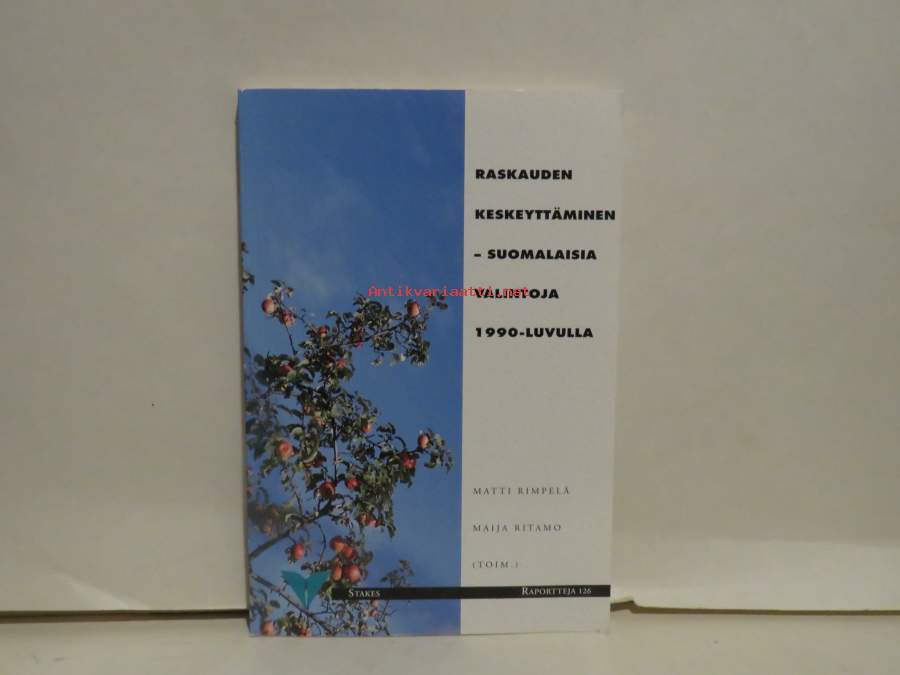 RASKAUDEN
KESKEYTTÄMINEN
– SUOMALAISIA
Antikvariaatti.net
1990-LUVULLA
MATTI RIMPELÄ
MAIJA RITAMO
(TOIM.)
STAKES
RAPORTTEJA 126